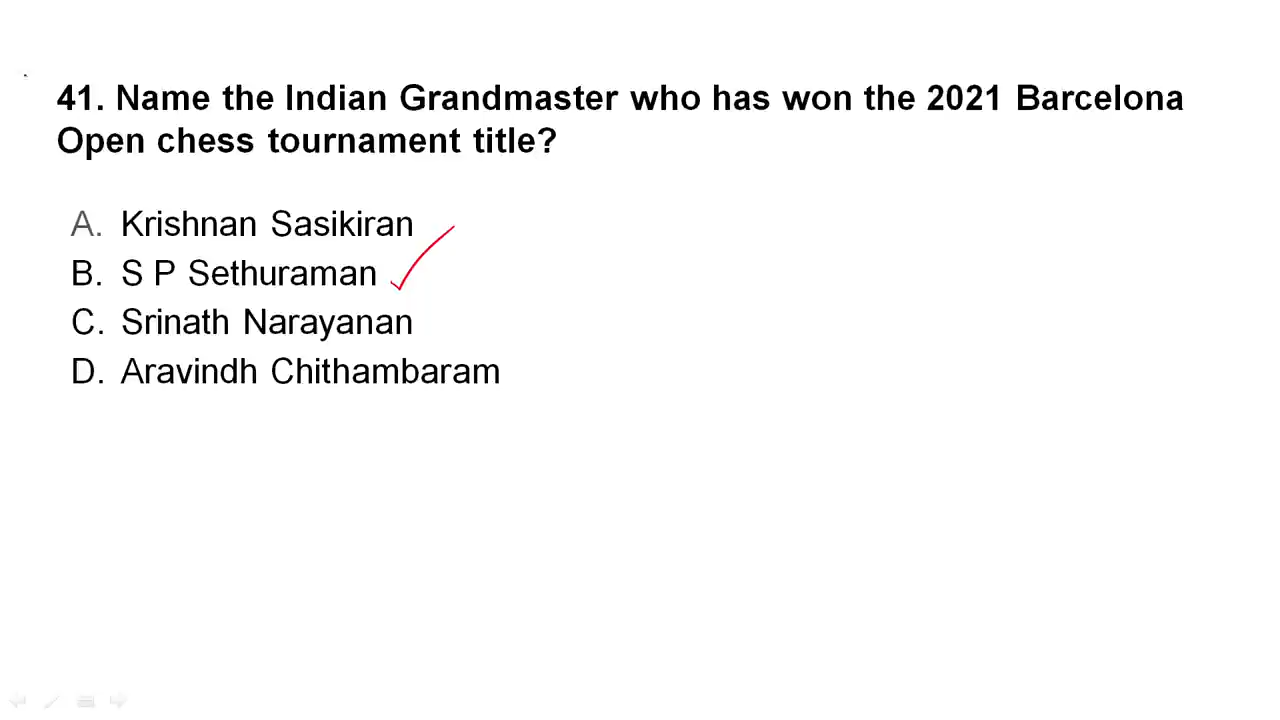 41. Name the Indian Grandmaster who has won the 2021 Barcelona
Open chess tournament title?
A. Krishnan Sasikiran
B. S P Sethuraman
C. Srinath Narayanan
D. Aravindh Chithambaram